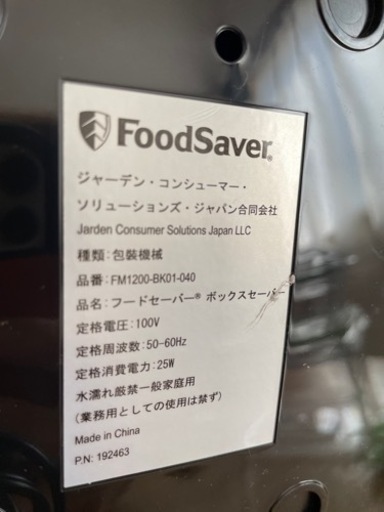 FoodSaver®
ジャーデン・コンシューマー・
ソリューションズ・ジャパン合同会社
Jarden Consumer Solutions Japan LLC
種類:包装機械
品番:FM1200-BK01-040
品名:フードセーバー® ボックスセーバー
定格電圧:100V
定格周波数:50-60Hz
定格消費電力:25W
水濡れ厳禁一般家庭用
(業務用としての使用は禁ず)
Made in China
P.N: 192463